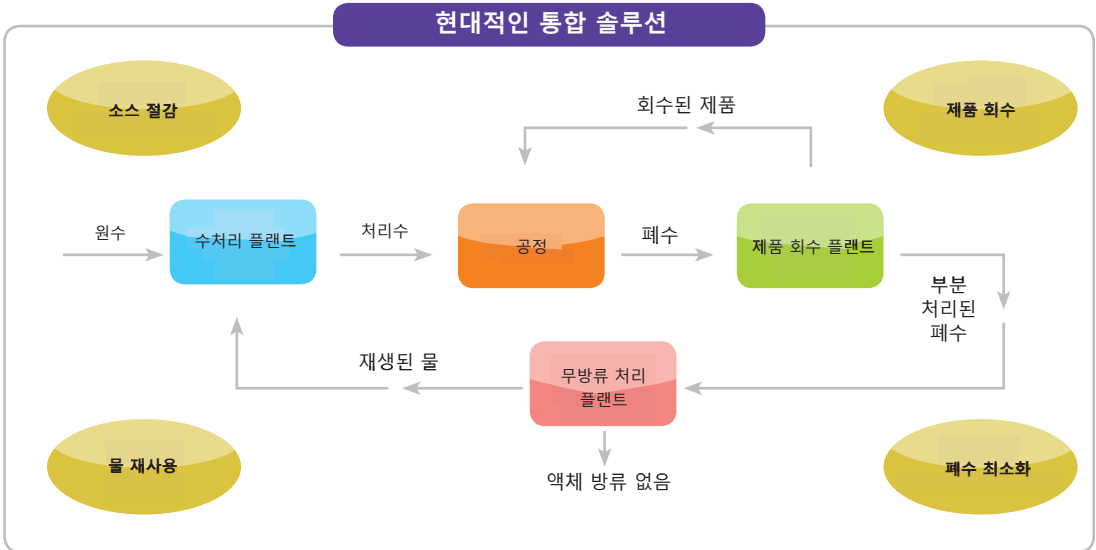 현대적인 통합 솔루션
소스 절감
제품 회수
회수된 제품
원수
수처리 플랜트
처리수
공정
폐수
제품 회수 플랜트
부분
처리된
폐수
재생된 물
무방류 처리
플랜트
액체 방류 없음
물 재사용
폐수 최소화